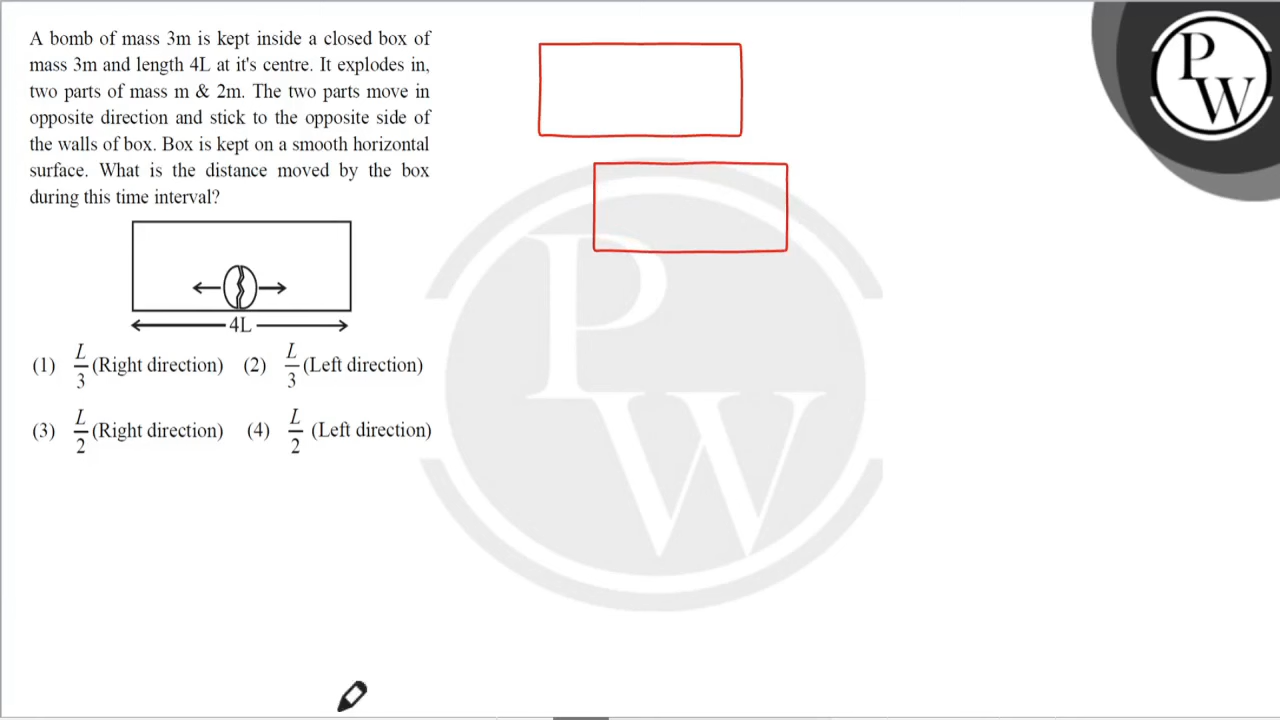 A bomb of mass 3m is kept inside a closed box of
mass 3m and length 4L at it's centre. It explodes in,
two parts of mass m & 2m. The two parts move in
opposite direction and stick to the opposite side of
the walls of box. Box is kept on a smooth horizontal
surface. What is the distance moved by the box
during this time interval?
4L
(1) L/3 (Right direction) (2) L/3 (Left direction)
(3) L/2 (Right direction) (4) L/2 (Left direction)
P
W
P
W